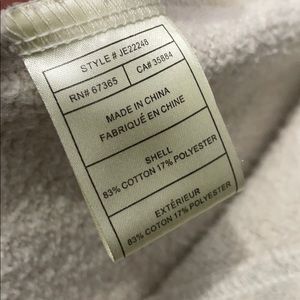 STYLE# JE22248
RN# 67365 CA# 35884
MADE IN CHINA
FABRIQUÉ EN CHINE
SHELL
83% COTTON 17% POLYESTER
EXTÉRIEUR
83% COTON 17% POLYESTER